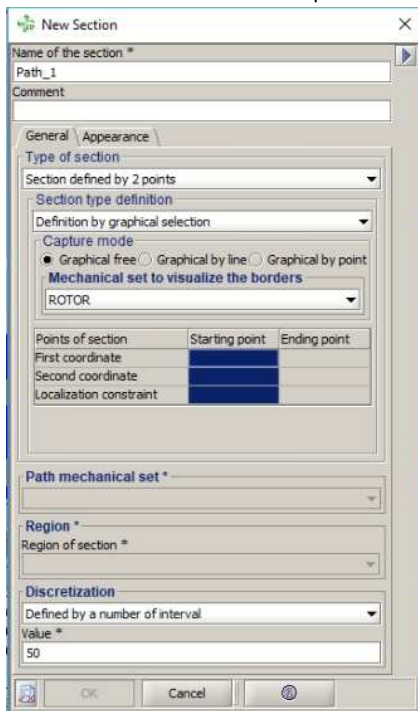 New Section
Name of the section *
Path_1
Comment
General Appearance
Type of section
Section defined by 2 points
Section type definition
Definition by graphical selection
Capture mode
Graphical free Graphical by line Graphical by point
Mechanical set to visualize the borders
ROTOR
Points of section Starting point Ending point
First coordinate
Second coordinate
Localization constraint
Path mechanical set *
Region *
Region of section *
Discretization
Defined by a number of interval
Value *
50
OK Cancel